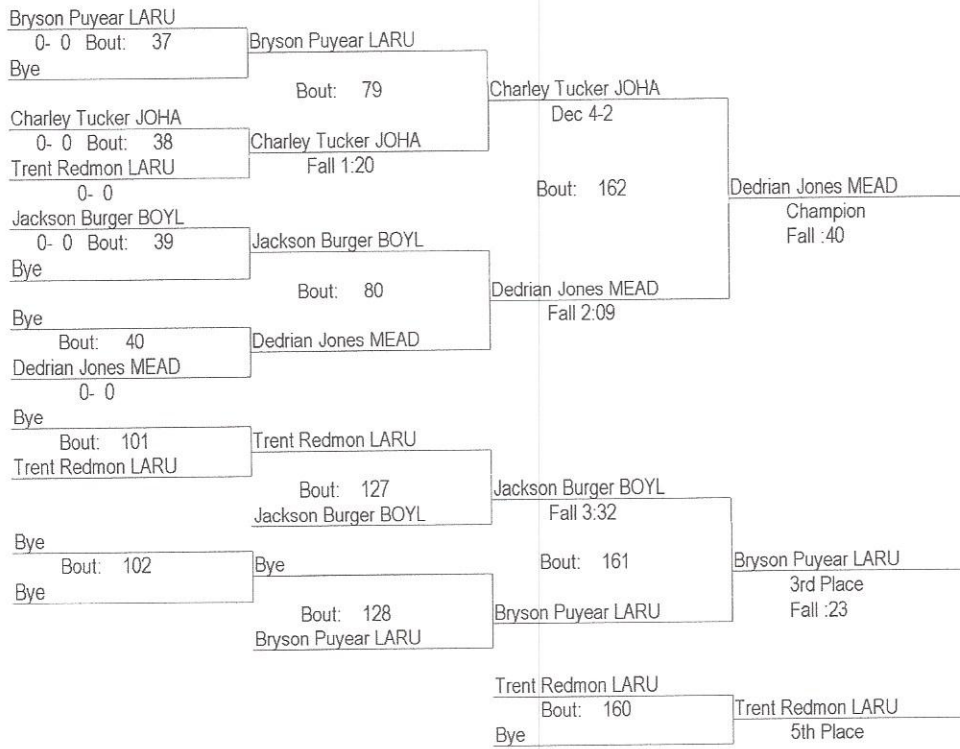 Bryson Puyear LARU
0- 0 Bout: 37
Bye
Bryson Puyear LARU
Bout: 79
Charley Tucker JOHA
Dec 4-2
Charley Tucker JOHA
0- 0 Bout: 38
Trent Redmon LARU
0- 0
Charley Tucker JOHA
Fall 1:20
Bout: 162
Dedrian Jones MEAD
Champion
Fall :40
Jackson Burger BOYL
0- 0 Bout: 39
Bye
Jackson Burger BOYL
Bout: 80
Dedrian Jones MEAD
Fall 2:09
Bye
Bout: 40
Dedrian Jones MEAD
0- 0
Dedrian Jones MEAD
Bye
Bout: 101
Trent Redmon LARU
Trent Redmon LARU
Bout: 127
Jackson Burger BOYL
Jackson Burger BOYL
Fall 3:32
Bye
Bout: 102
Bye
Bye
Bout: 128
Bryson Puyear LARU
Bout: 161
Bryson Puyear LARU
Bryson Puyear LARU
3rd Place
Fall :23
Trent Redmon LARU
Bout: 160
Bye
Trent Redmon LARU
5th Place